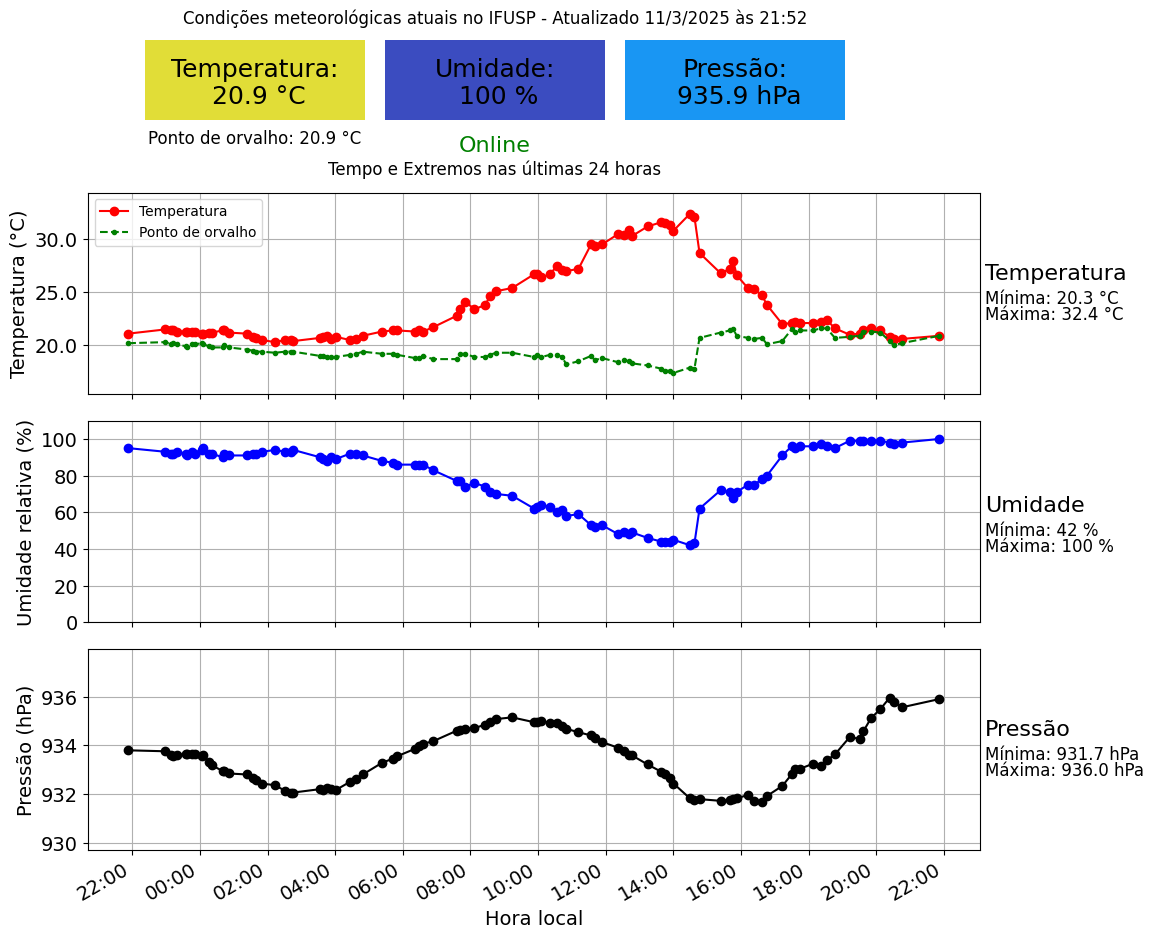 Condições meteorológicas atuais no IFUSP - Atualizado 11/3/2025 às 21:52
Temperatura:
20.9 °C
Umidade:
100 %
Pressão:
935.9 hPa
Ponto de orvalho: 20.9 °C
Online
Tempo e Extremos nas últimas 24 horas
Temperatura (°C)
30.0
25.0
20.0
Temperatura
Ponto de orvalho
Temperatura
Mínima: 20.3 °C
Máxima: 32.4 °C
Umidade relativa (%)
100
80
60
40
20
0
Umidade
Mínima: 42 %
Máxima: 100 %
Pressão (hPa)
936
934
932
930
Pressão
Mínima: 931.7 hPa
Máxima: 936.0 hPa
22:00 00:00 02:00 04:00 06:00 08:00 10:00 12:00 14:00 16:00 18:00 20:00 22:00
Hora local